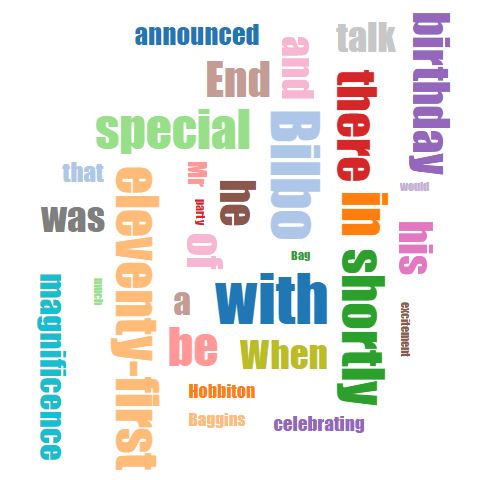 announced
talk
birthday
and
End
there
special
Bilbo
that
Mr
he
would
eleventy-first
party
in
was
his
of
Bag
shortly
magnificence
much
a
with
excitement
be
When
Hobbiton
Baggins
celebrating